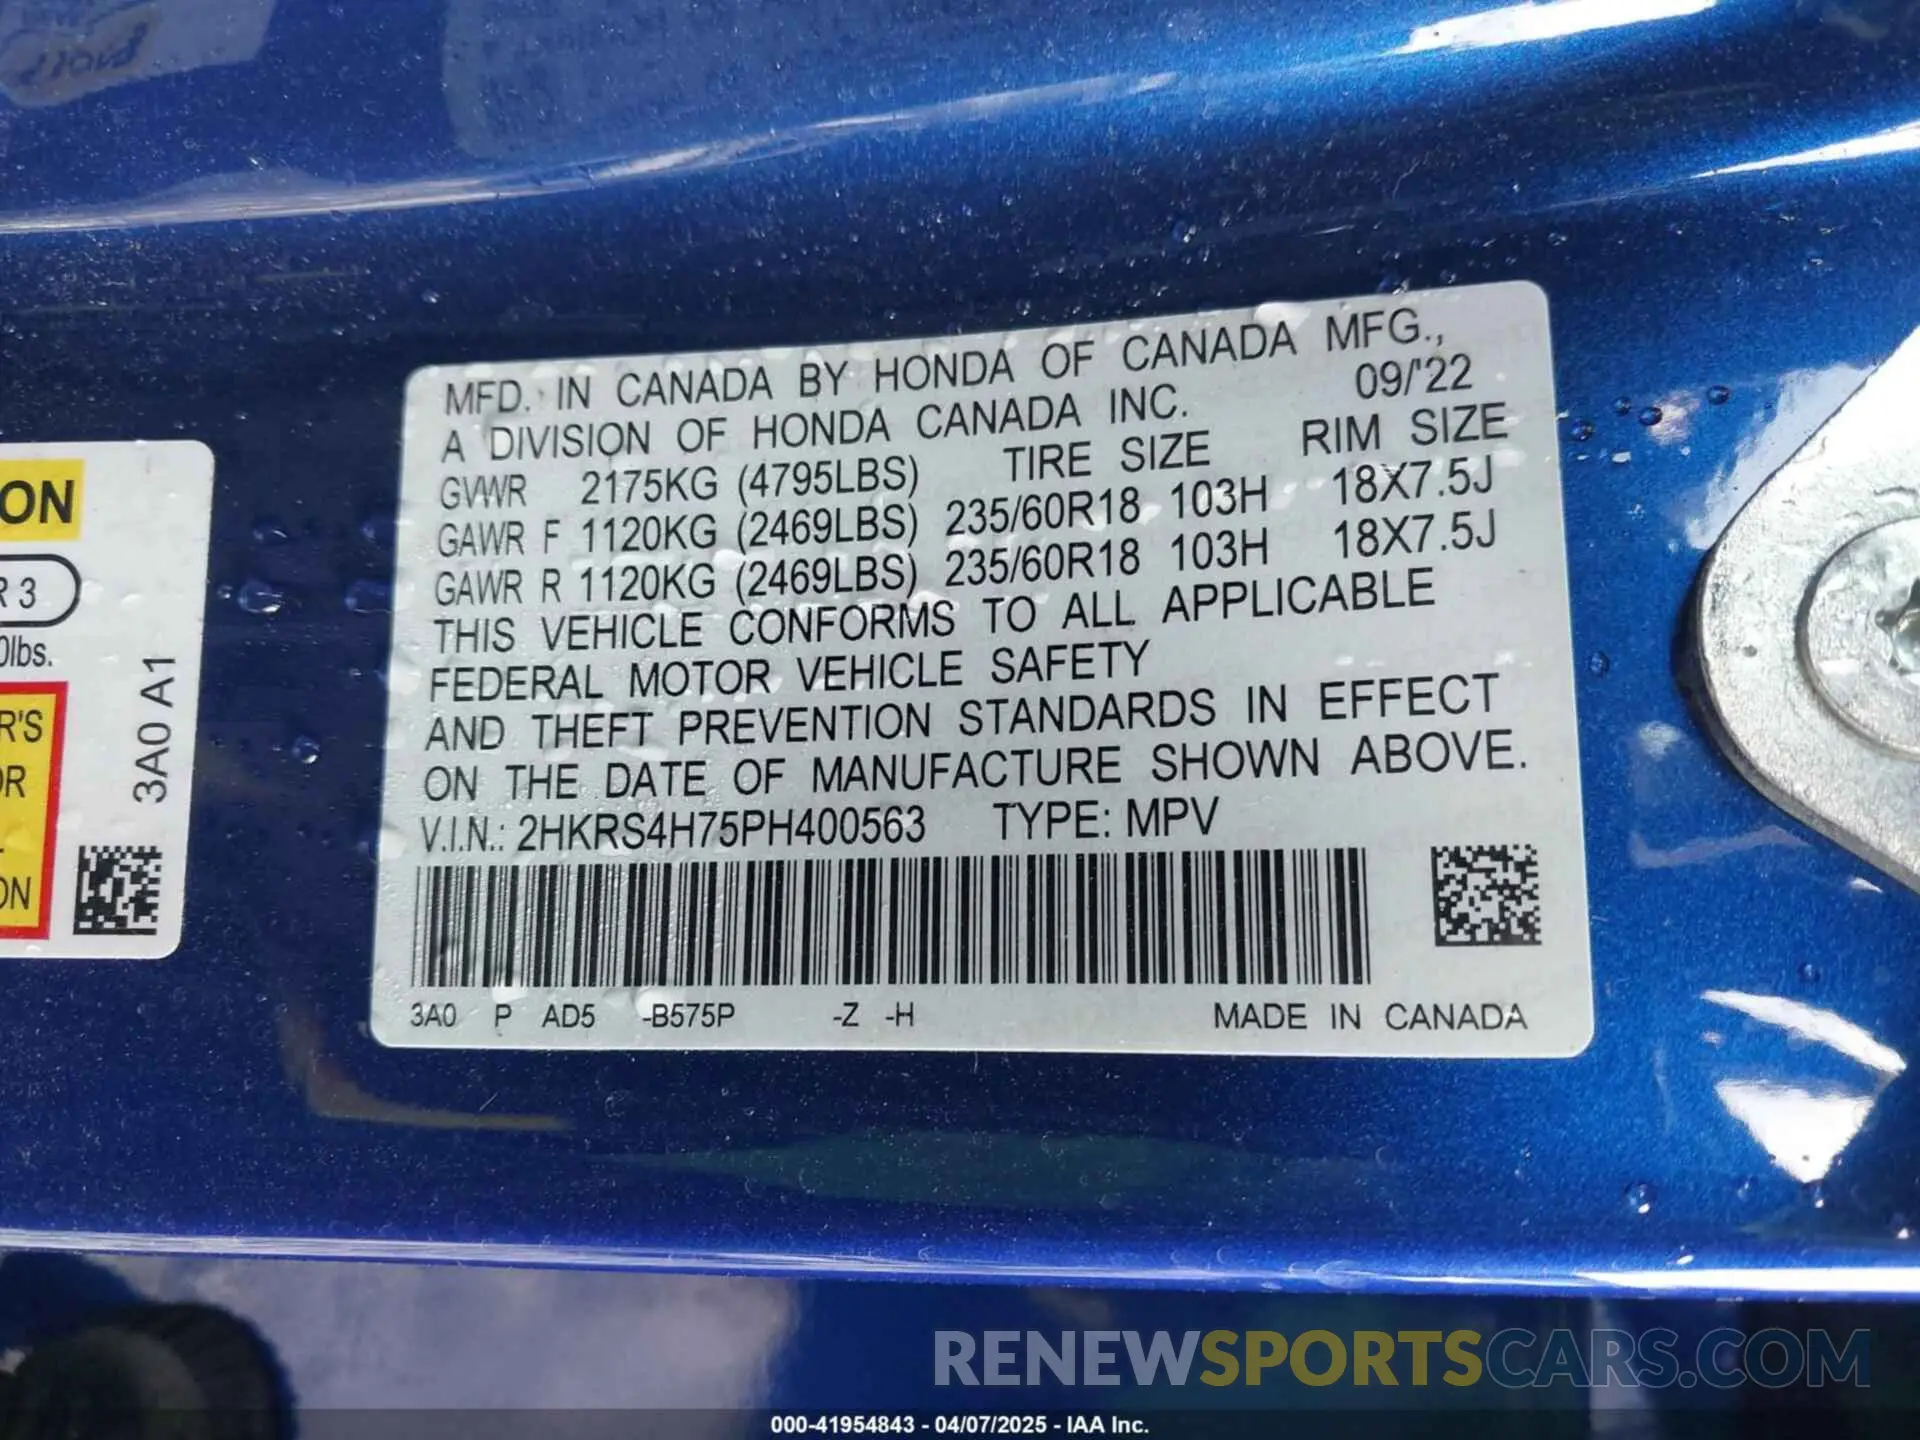 MFD. IN CANADA BY HONDA OF CANADA MFG.,
A DIVISION OF HONDA CANADA INC. 09/'22
GVWR 2175KG (4795LBS) TIRE SIZE RIM SIZE
GAWR F 1120KG (2469LBS) 235/60R18 103H 18X7.5J
GAWR R 1120KG (2469LBS) 235/60R18 103H 18X7.5J
THIS VEHICLE CONFORMS TO ALL APPLICABLE
FEDERAL MOTOR VEHICLE SAFETY
AND THEFT PREVENTION STANDARDS IN EFFECT
ON THE DATE OF MANUFACTURE SHOWN ABOVE.
V.I.N.: 2HKRS4H75PH400563 TYPE: MPV
3A0 P AD5 -B575P -Z -H MADE IN CANADA
ON
R 3
0lbs.
R'S
OR
ON
3A0 A1
RENEWSPORTSCARS.COM
000-41954843 - 04/07/2025 - IAA Inc.